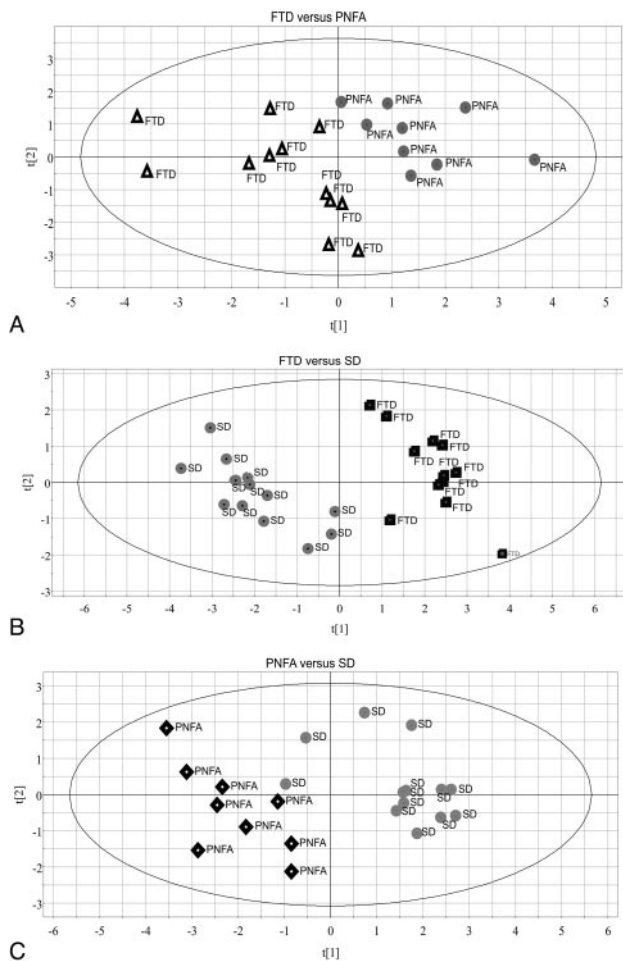 FTD versus PNFA
3
2
1
0
-1
-2
-3
t[2]
FTD
FTD
FTD
FTD
FTD
FTD
FTD
FTD
FTD
FTD
FTD
FTD
PNFA
PNFA
PNFA
PNFA
PNFA
PNFA
PNFA
PNFA
PNFA
-5 -4 -3 -2 -1 0 1 2 3 4 5
t[1]
A
FTD versus SD
3
2
1
0
-1
-2
-3
t[2]
SD
SD
SD
SD
SD
SD
SD
SD
SD
SD
SD
SD
SD
FTD
FTD
FTD
FTD
FTD
FTD
FTD
FTD
FTD
FTD
FTD
-6 -5 -4 -3 -2 -1 0 1 2 3 4 5 6
t[1]
B
PNFA versus SD
3
2
1
0
-1
-2
-3
t[2]
PNFA
PNFA
PNFA
PNFA
PNFA
PNFA
PNFA
PNFA
PNFA
SD
SD
SD
SD
SD
SD
SD
SD
SD
SD
SD
SD
SD
-6 -5 -4 -3 -2 -1 0 1 2 3 4 5 6
t[1]
C